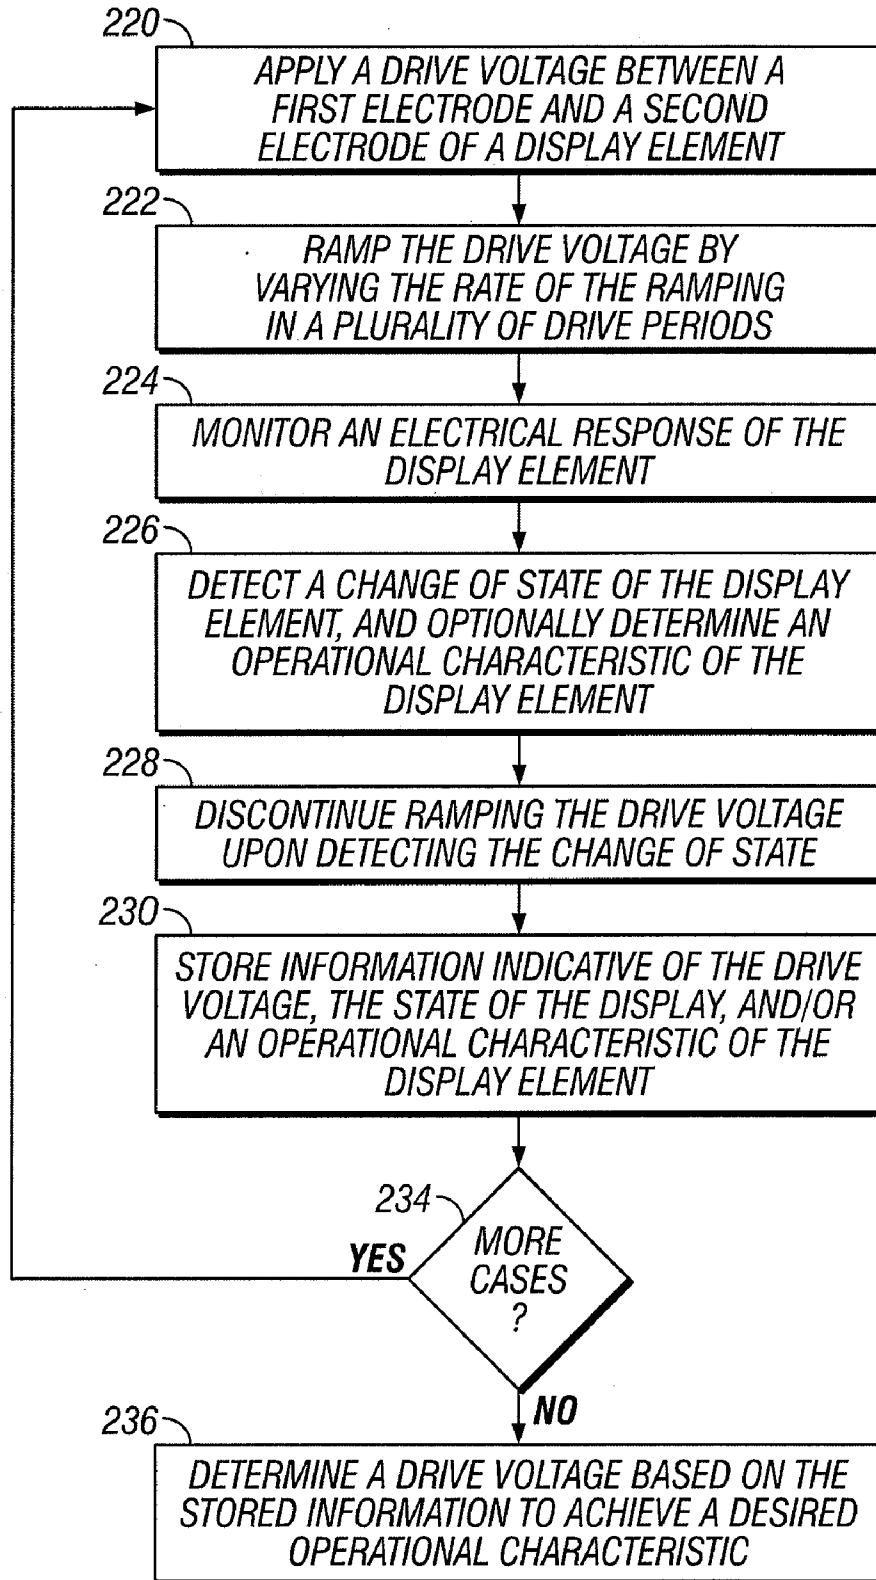 220
APPLY A DRIVE VOLTAGE BETWEEN A
FIRST ELECTRODE AND A SECOND
ELECTRODE OF A DISPLAY ELEMENT
222
RAMP THE DRIVE VOLTAGE BY
VARYING THE RATE OF THE RAMPING
IN A PLURALITY OF DRIVE PERIODS
224
MONITOR AN ELECTRICAL RESPONSE OF THE
DISPLAY ELEMENT
226
DETECT A CHANGE OF STATE OF THE DISPLAY
ELEMENT, AND OPTIONALLY DETERMINE AN
OPERATIONAL CHARACTERISTIC OF THE
DISPLAY ELEMENT
228
DISCONTINUE RAMPING THE DRIVE VOLTAGE
UPON DETECTING THE CHANGE OF STATE
230
STORE INFORMATION INDICATIVE OF THE DRIVE
VOLTAGE, THE STATE OF THE DISPLAY, AND/OR
AN OPERATIONAL CHARACTERISTIC OF THE
DISPLAY ELEMENT
234
MORE
CASES
?
YES
NO
236
DETERMINE A DRIVE VOLTAGE BASED ON THE
STORED INFORMATION TO ACHIEVE A DESIRED
OPERATIONAL CHARACTERISTIC